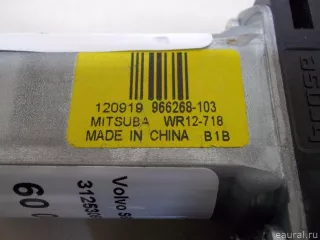 120919 966268-103
MITSUBA WR12-718
MADE IN CHINA B1B
Volvo
60
eaural.ru